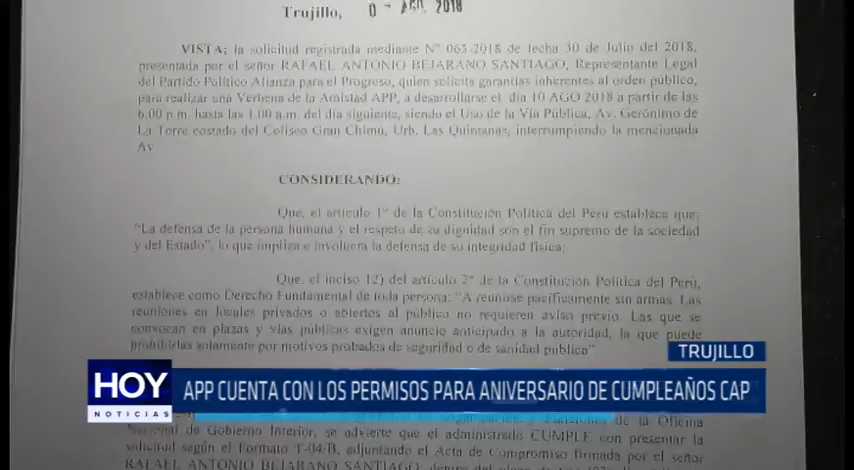 Trujillo, 0 AGO. 2018
VISTA; la solicitud registrada mediante Nº 065-2018 de fecha 30 de Julio del 2018,
presentada por el señor RAFAEL ANTONIO BEJARANO SANTIAGO, Representante Legal
del Partido Político Alianza para el Progreso, quien solicita garantías inherentes al orden público,
para realizar una Verbena de la Amistad APP, a desarrollarse el día 10 AGO 2018 a partir de las
6.00 p.m. hasta las 1.00 a.m. del día siguiente, siendo el Uso de la Vía Pública, Av. Gerónimo de
La Torre costado del Coliseo Gran Chimú, Urb. Las Quintanas, interrumpiendo la mencionada
Av
CONSIDERANDO:
Que, el artículo 1º de la Constitución Política del Perú establece que:
“La defensa de la persona humana y el respeto de su dignidad son el fin supremo de la sociedad
y del Estado”, lo que implica e involucra la defensa de su integridad física;
Que, el inciso 12) del artículo 2º de la Constitución Política del Perú,
establece como Derecho Fundamental de toda persona: “A reunirse pacíficamente sin armas. Las
reuniones en locales privados o abiertos al público no requieren aviso previo. Las que se
convocan en plazas y vías públicas exigen anuncio anticipado a la autoridad, la que puede
prohibirlas solamente por motivos probados de seguridad o de sanidad pública”
TRUJILLO
HOY
NOTICIAS
APP CUENTA CON LOS PERMISOS PARA ANIVERSARIO DE CUMPLEAÑOS CAP
de la Oficina
Nacional de Gobierno Interior, se advierte que el administrado CUMPLE con presentar la
solicitud según el Formato T-04/B, adjuntando el Acta de Compromiso firmada por el señor
RAFAEL ANTONIO BEJARANO SANTIAGO,